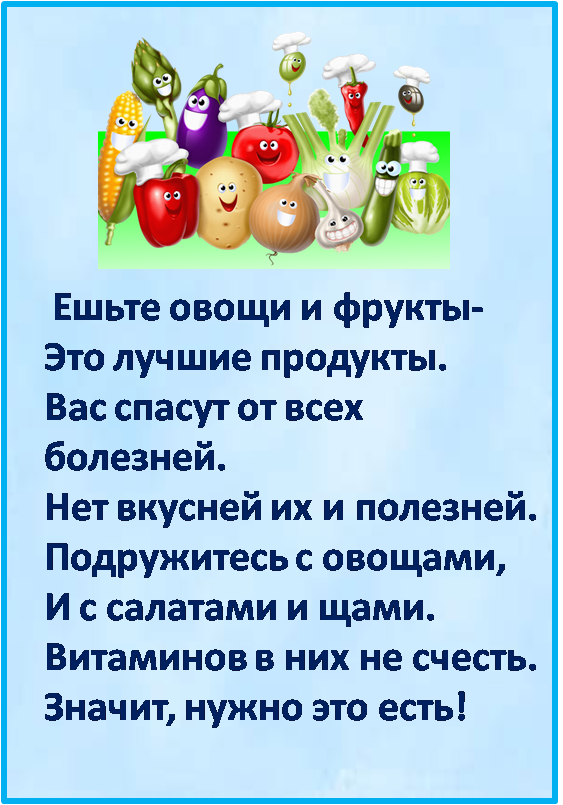 Ешьте овощи и фрукты-
Это лучшие продукты.
Вас спасут от всех
болезней.
Нет вкусней их и полезней.
Подружитесь с овощами,
И с салатами и щами.
Витаминов в них не счесть.
Значит, нужно это есть!